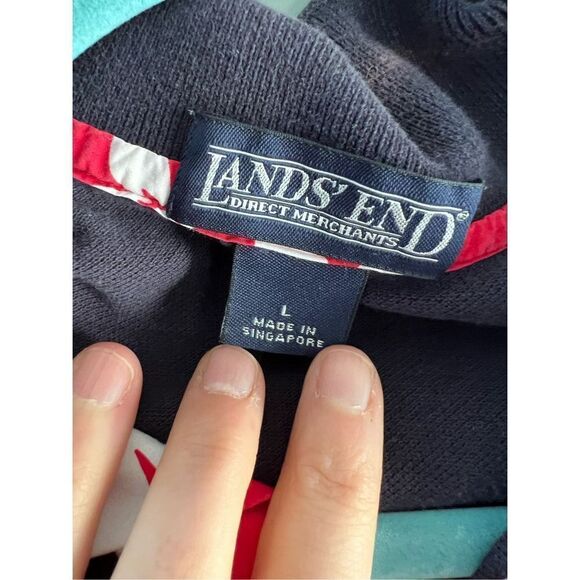 LANDS' END®
DIRECT MERCHANTS
L
MADE IN
SINGAPORE